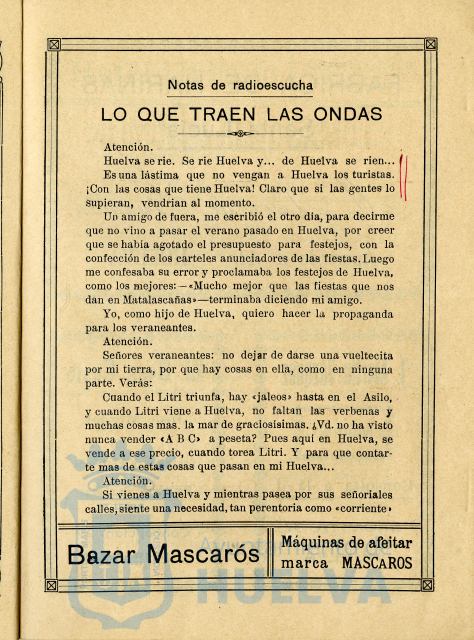 Notas de radioescucha
LO QUE TRAEN LAS ONDAS
Atención.
Huelva se rie. Se rie Huelva y... de Huelva se rien...
Es una lástima que no vengan a Huelva los turistas.
¡Con las cosas que tiene Huelva! Claro que si las gentes lo
supieran, vendrian al momento.
Un amigo de fuera, me escribió el otro día, para decirme
que no vino a pasar el verano pasado en Huelva, por creer
que se había agotado el presupuesto para festejos, con la
confección de los carteles anunciadores de las fiestas. Luego
me confesaba su error y proclamaba los festejos de Huelva,
como los mejores: —«Mucho mejor que las fiestas que nos
dan en Matalascañas»—terminaba diciendo mi amigo.
Yo, como hijo de Huelva, quiero hacer la propaganda
para los veraneantes.
Atención.
Señores veraneantes: no dejar de darse una vueltecita
por mi tierra, por que hay cosas en ella, como en ninguna
parte. Verás:
Cuando el Litri triunfa, hay «jaleos» hasta en el Asilo,
y cuando Litri viene a Huelva, no faltan las verbenas y
muchas cosas mas. la mar de graciosísimas. ¿Vd. no ha visto
nunca vender «A B C» a peseta? Pues aquí en Huelva, se
vende a ese precio, cuando torea Litri. Y para que contar-
te mas de estas cosas que pasan en mi Huelva...
Atención.
Si vienes a Huelva y mientras pasea por sus señoriales
calles, siente una necesidad, tan perentoria como «corriente»
Bazar Mascarós
Máquinas de afeitar
marca MASCAROS
Ayuntamiento de
HUELVA